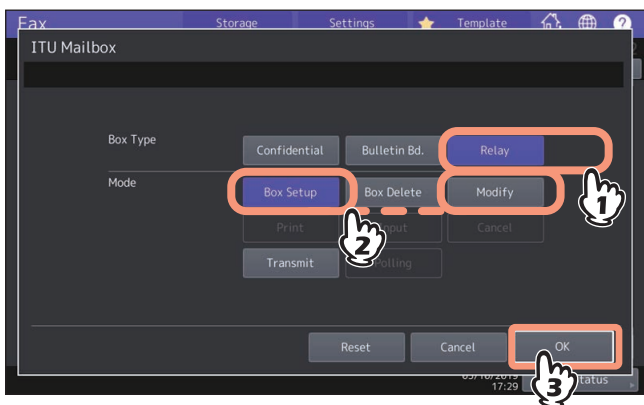 Fax Storage Settings Template
ITU Mailbox
Box Type Confidential Bulletin Bd. Relay
Mode Box Setup Box Delete Modify
Print Cancel
Transmit Polling
Reset Cancel OK
17:29
1
2
3